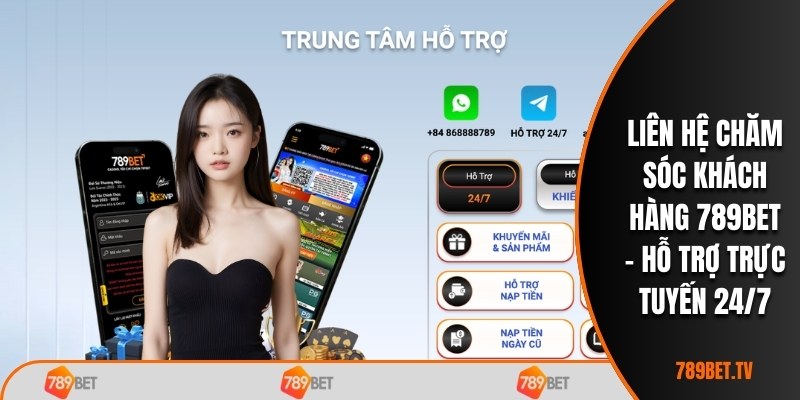 TRUNG TÂM HỖ TRỢ
+84 868888789
HỖ TRỢ 24/7
Hỗ Trợ
24/7
KHUYẾN MÃI
& SẢN PHẨM
HỖ TRỢ
NẠP TIỀN
NẠP TIỀN
NGÀY CŨ
789BET
789BET
LIÊN HỆ CHĂM
SÓC KHÁCH
HÀNG 789BET
- HỖ TRỢ TRỰC
TUYẾN 24/7
789BET.TV
789BET
789BET
789BET